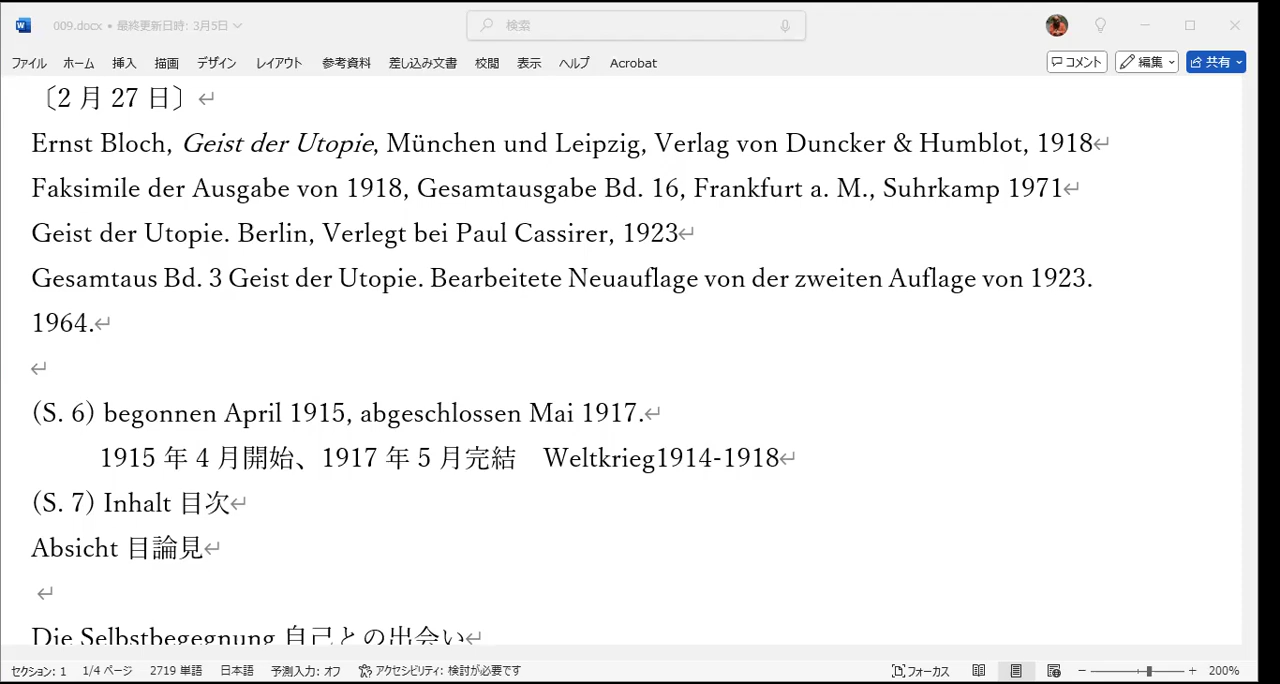 009.docx • 最終更新日時: 3月5日
検索
ファイル ホーム 挿入 描画 デザイン レイアウト 参考資料 差し込み文書 校閲 表示 ヘルプ Acrobat コメント 編集 共有
〔2 月 27 日〕
Ernst Bloch, Geist der Utopie, München und Leipzig, Verlag von Duncker & Humblot, 1918
Faksimile der Ausgabe von 1918, Gesamtausgabe Bd. 16, Frankfurt a. M., Suhrkamp 1971
Geist der Utopie. Berlin, Verlegt bei Paul Cassirer, 1923
Gesamtaus Bd. 3 Geist der Utopie. Bearbeitete Neuauflage von der zweiten Auflage von 1923.
1964.
(S. 6) begonnen April 1915, abgeschlossen Mai 1917.
1915 年 4 月開始、1917 年 5 月完結　Weltkrieg1914-1918
(S. 7) Inhalt 目次
Absicht 目論見
Die Selbstbegegnung 自己との出会い
セクション: 1 1/4 ページ 2719 単語 日本語 予測入力: オフ アクセシビリティ: 検討が必要です フォーカス 200%